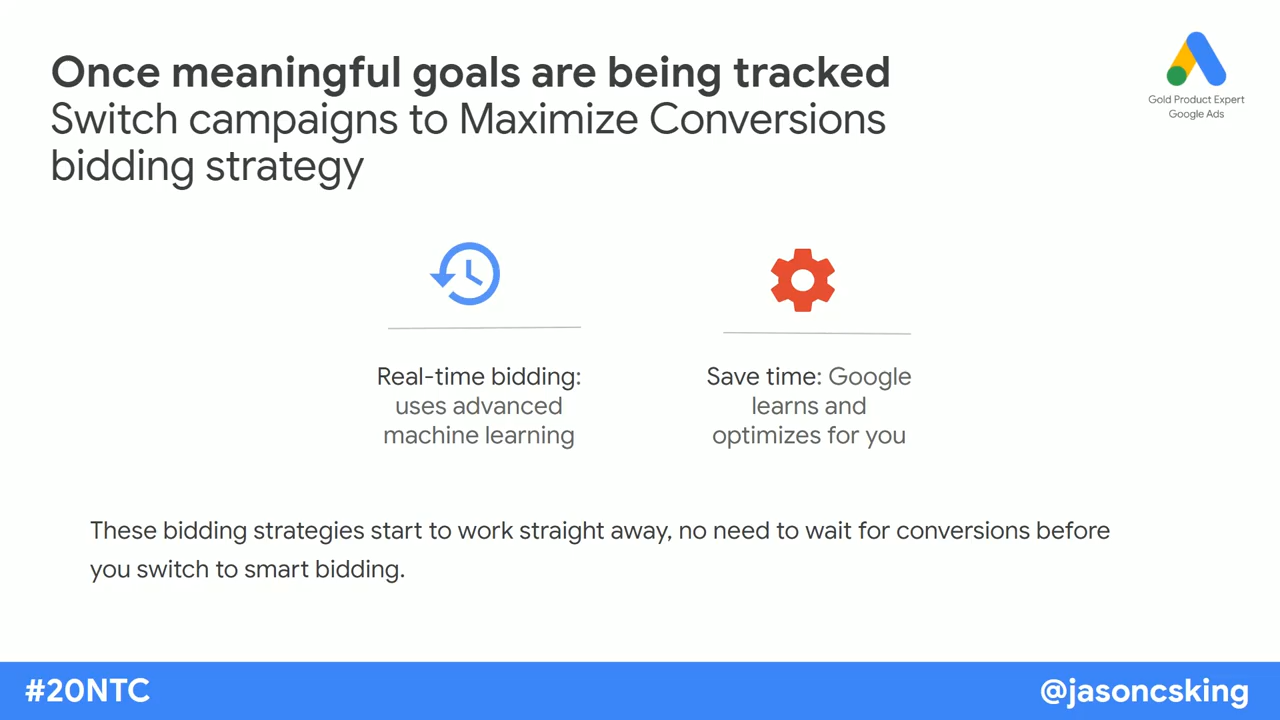 Once meaningful goals are being tracked
Switch campaigns to Maximize Conversions
bidding strategy
Gold Product Expert
Google Ads
Real-time bidding:
uses advanced
machine learning
Save time: Google
learns and
optimizes for you
These bidding strategies start to work straight away, no need to wait for conversions before
you switch to smart bidding.
#20NTC
@jasoncsking